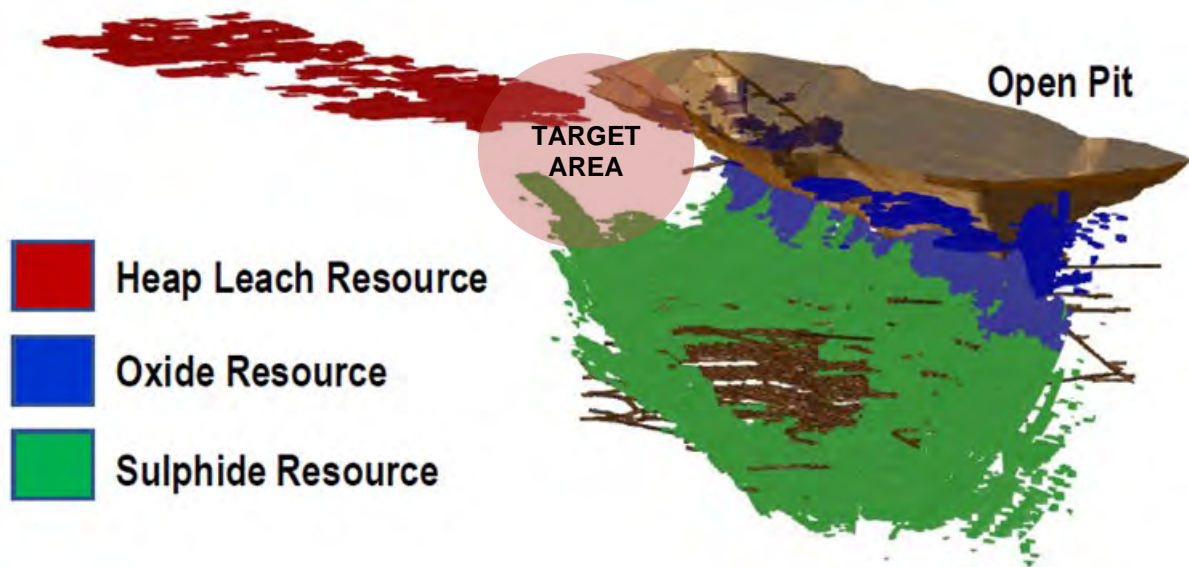 Open Pit
TARGET
AREA
Heap Leach Resource
Oxide Resource
Sulphide Resource